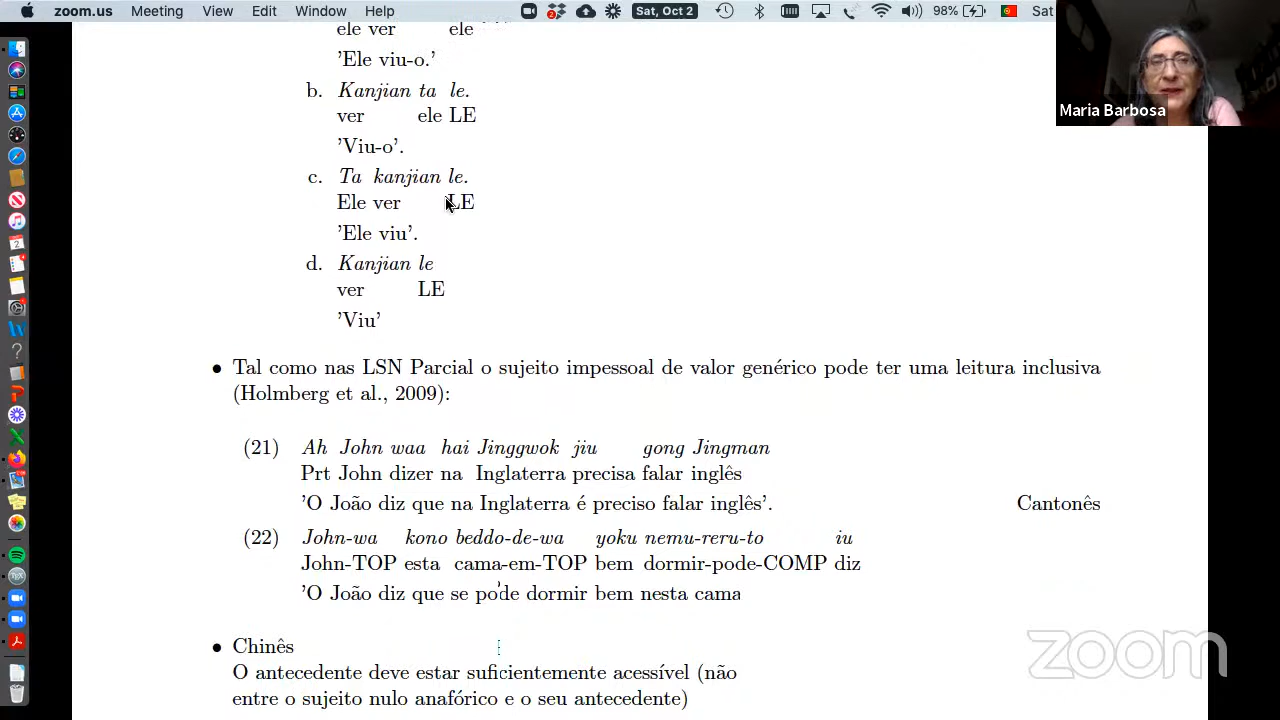 zoom.us Meeting View Edit Window Help Sat, Oct 2 98% Sat
ele ver ele
'Ele viu-o.'
b. Kanjian ta le.
ver ele LE
'Viu-o'.
c. Ta kanjian le.
Ele ver LE
'Ele viu'.
d. Kanjian le
ver LE
'Viu'
• Tal como nas LSN Parcial o sujeito impessoal de valor genérico pode ter uma leitura inclusiva
(Holmberg et al., 2009):
(21) Ah John waa hai Jinggwok jiu gong Jingman
Prt John dizer na Inglaterra precisa falar inglês
'O João diz que na Inglaterra é preciso falar inglês'. Cantonês
(22) John-wa kono beddo-de-wa yoku nemu-reru-to iu
John-TOP esta cama-em-TOP bem dormir-pode-COMP diz
'O João diz que se pode dormir bem nesta cama
• Chinês
O antecedente deve estar suficientemente acessível (não
entre o sujeito nulo anafórico e o seu antecedente)
Maria Barbosa
zoom